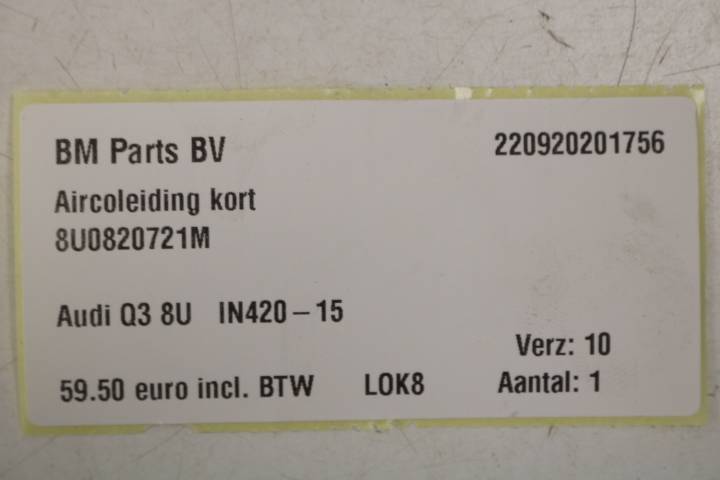 BM Parts BV 220920201756
Aircoleiding kort
8U0820721M
Audi Q3 8U IN420-15
Verz: 10
59.50 euro incl. BTW LOK8 Aantal: 1